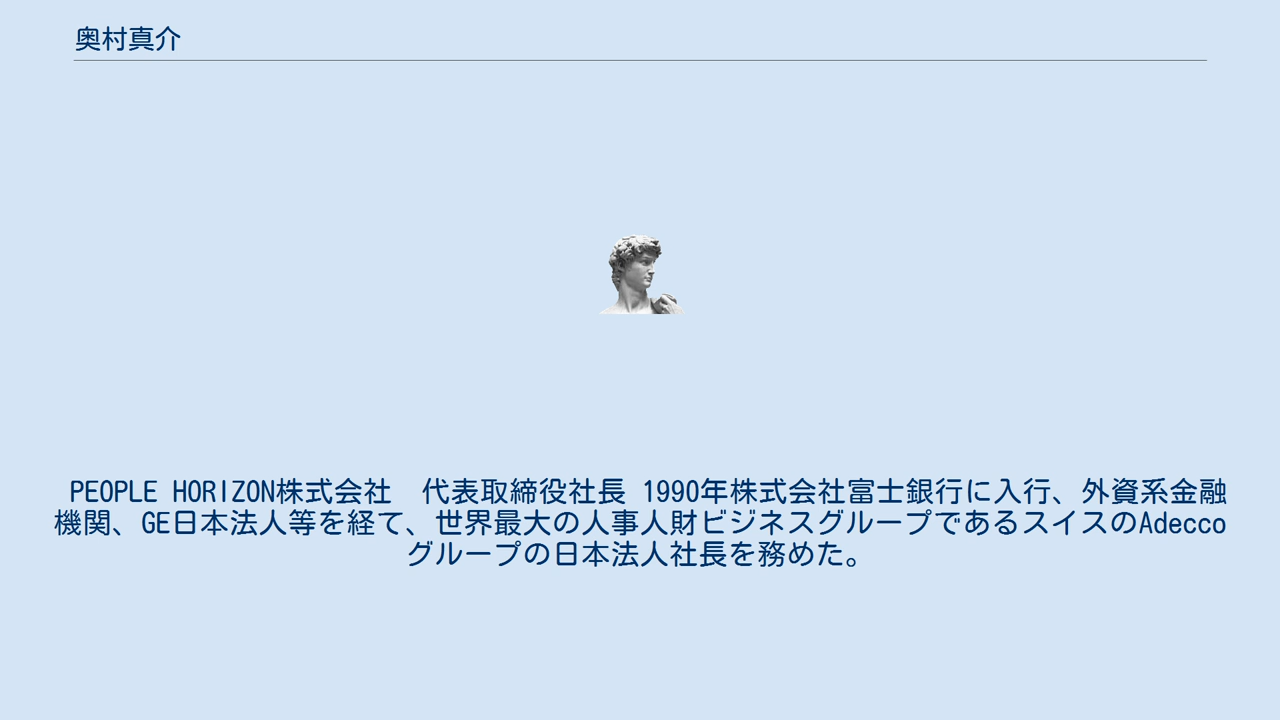 奥村真介
PEOPLE HORIZON株式会社　代表取締役社長 1990年株式会社富士銀行に入行、外資系金融
機関、GE日本法人等を経て、世界最大の人事人財ビジネスグループであるスイスのAdecco
グループの日本法人社長を務めた。